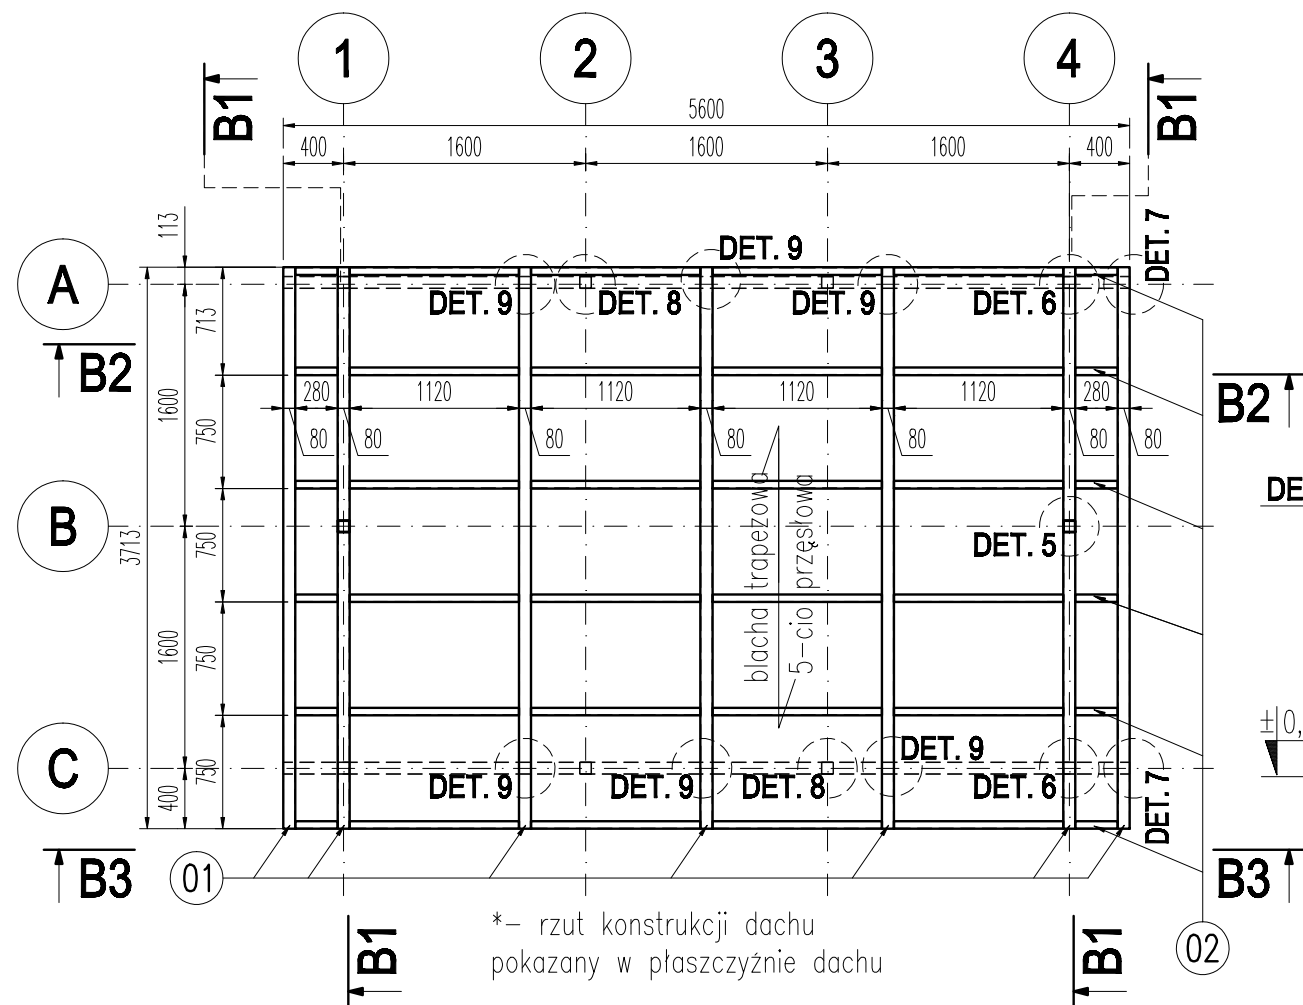 1 2 3 4
B1 B1
5600
400 1600 1600 1600 400
113
A
DET. 9
DET. 7
DET. 9 DET. 8 DET. 9 DET. 6
713
B2 B2
1600
280 1120 1120 1120 1120 280
80 80 80 80 80 80 80
750
blacha trapezowa
5-cio przęsłowa
DE
B
3713
750
DET. 5
1600
750
±0,
C
DET. 9
750
400
DET. 9 DET. 9 DET. 8 DET. 6
DET. 7
B3 01 B3
*– rzut konstrukcji dachu
pokazany w płaszczyźnie dachu
B1 B1
02